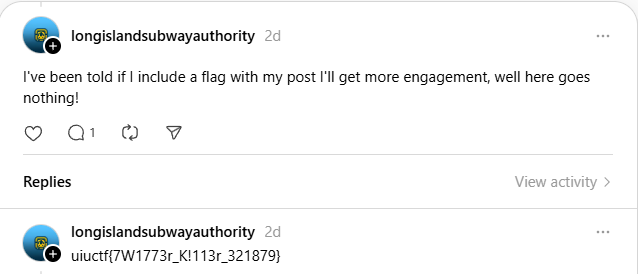 longislandsubwayauthority 2d
I've been told if I include a flag with my post I'll get more engagement, well here goes
nothing!
1
Replies View activity
longislandsubwayauthority 2d
uiuctf{7W1773r_K!113r_321879}